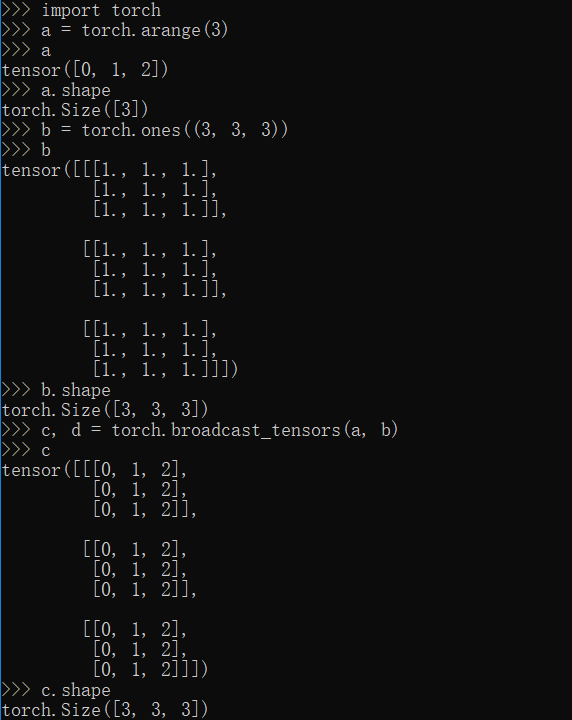 >>> import torch
>>> a = torch.arange(3)
>>> a
tensor([0, 1, 2])
>>> a.shape
torch.Size([3])
>>> b = torch.ones((3, 3, 3))
>>> b
tensor([[[1., 1., 1.],
         [1., 1., 1.],
         [1., 1., 1.]],

        [[1., 1., 1.],
         [1., 1., 1.],
         [1., 1., 1.]],

        [[1., 1., 1.],
         [1., 1., 1.],
         [1., 1., 1.]]])
>>> b.shape
torch.Size([3, 3, 3])
>>> c, d = torch.broadcast_tensors(a, b)
>>> c
tensor([[[0, 1, 2],
         [0, 1, 2],
         [0, 1, 2]],

        [[0, 1, 2],
         [0, 1, 2],
         [0, 1, 2]],

        [[0, 1, 2],
         [0, 1, 2],
         [0, 1, 2]]])
>>> c.shape
torch.Size([3, 3, 3])